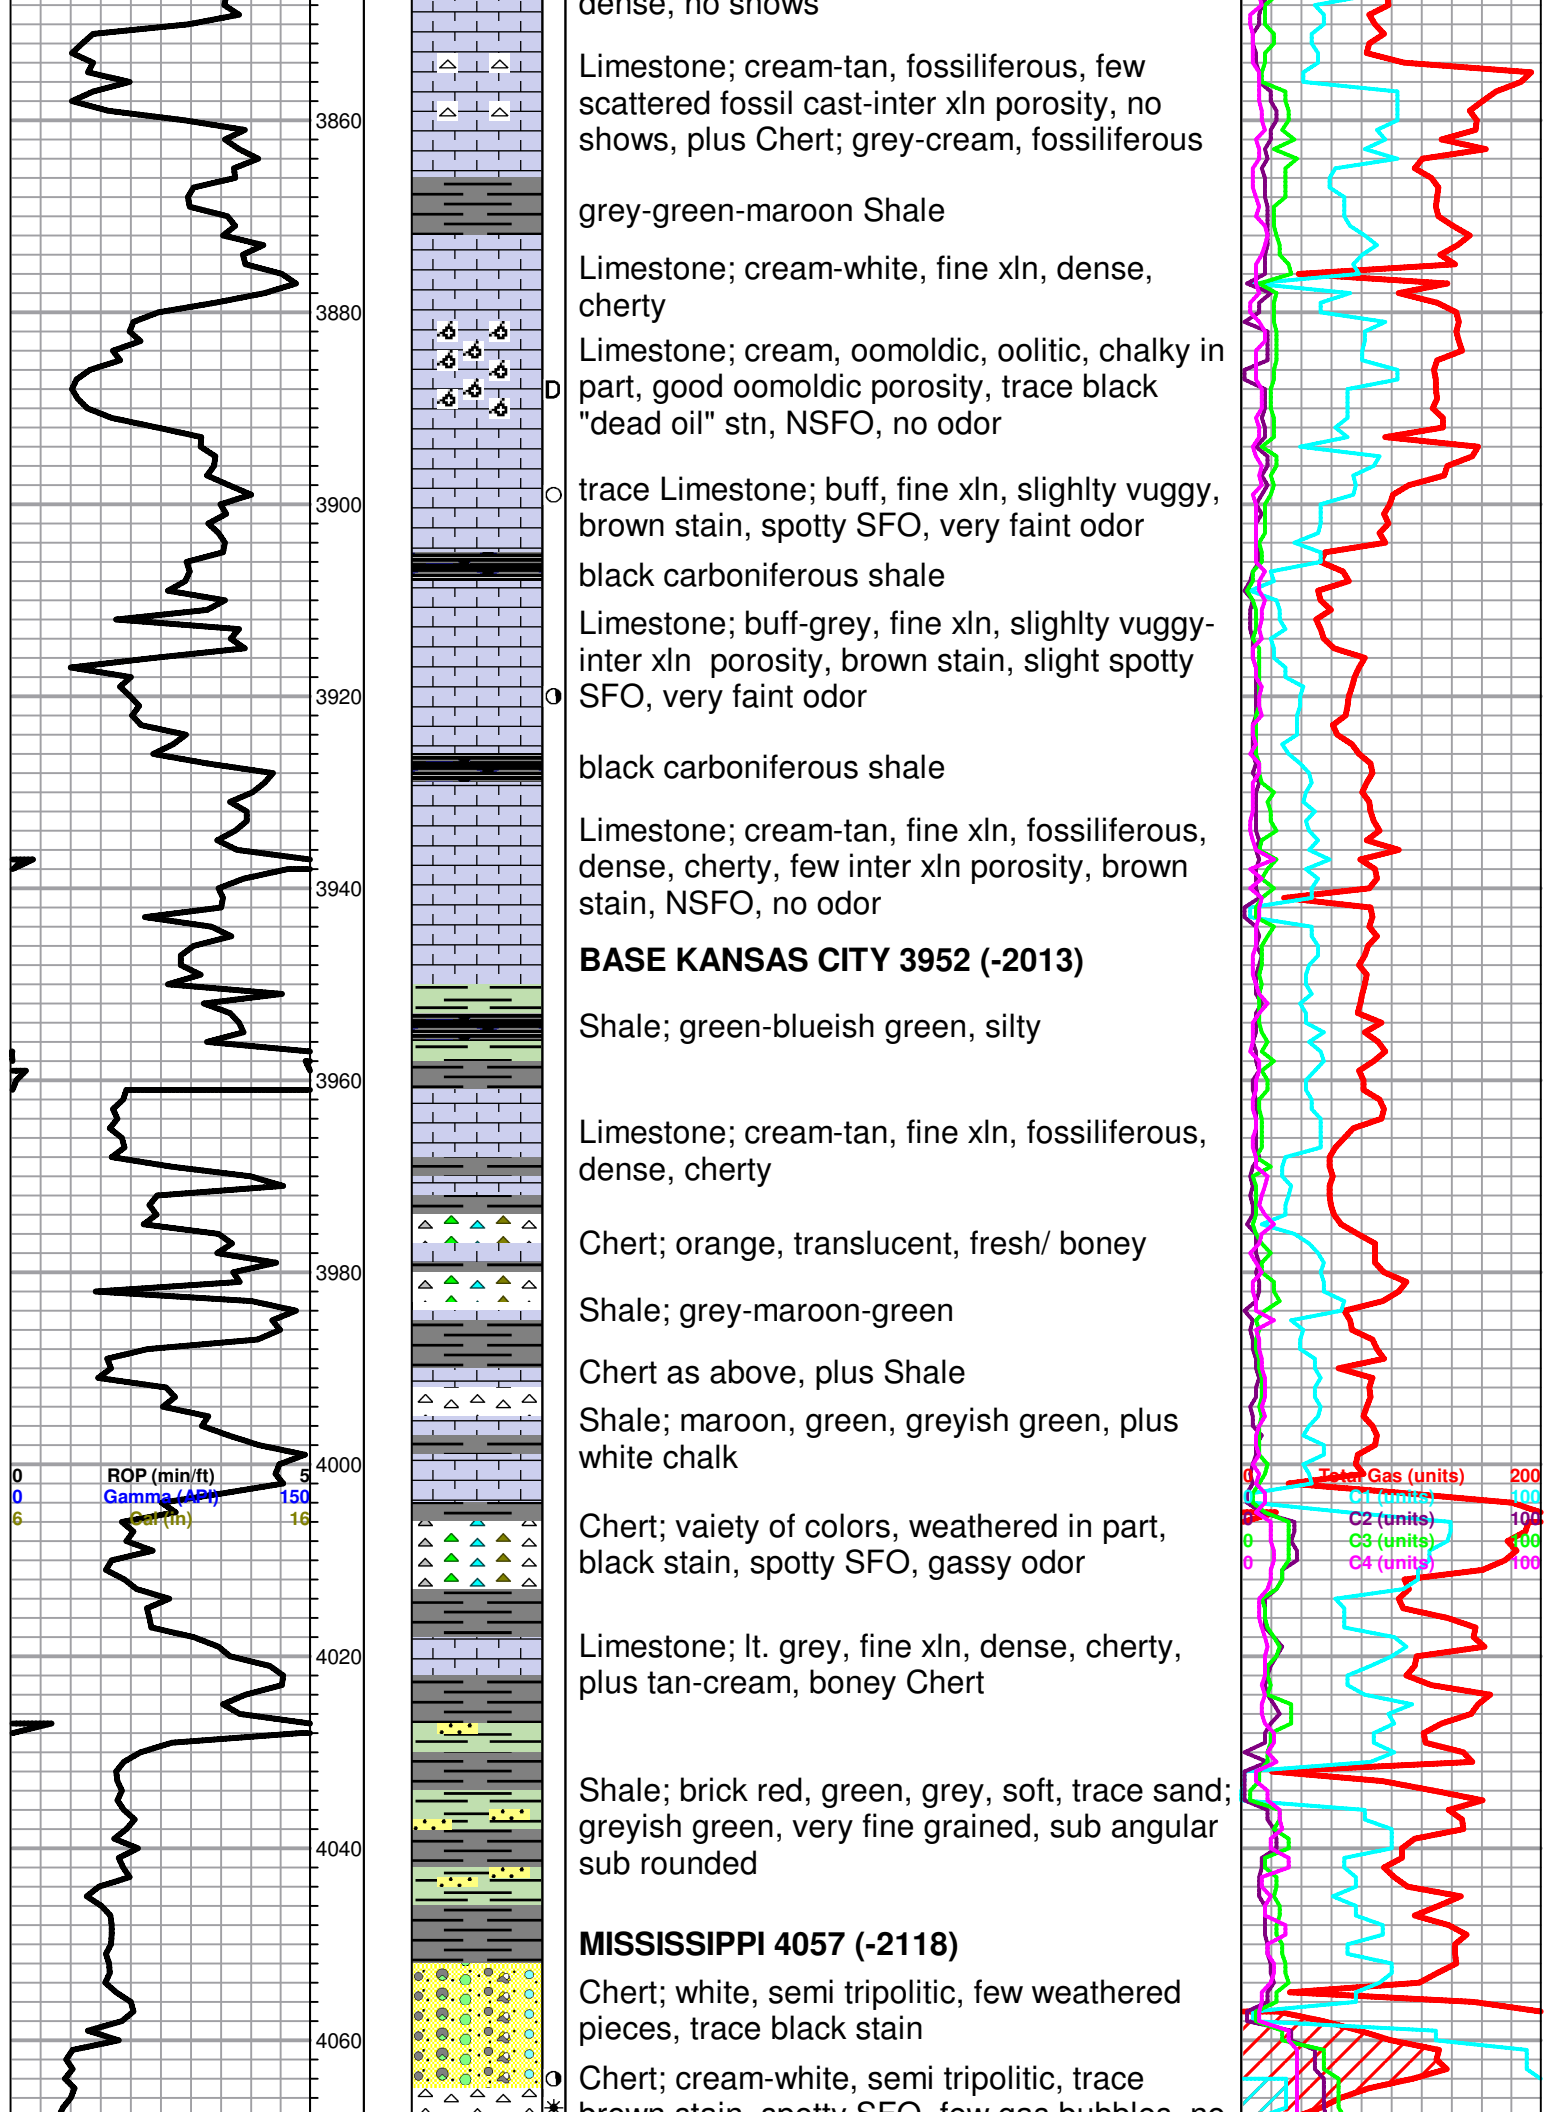 dense, no shows
Limestone; cream-tan, fossiliferous, few
scattered fossil cast-inter xln porosity, no
shows, plus Chert; grey-cream, fossiliferous
3860
grey-green-maroon Shale
Limestone; cream-white, fine xln, dense,
cherty
3880
Limestone; cream, oomoldic, oolitic, chalky in
part, good oomoldic porosity, trace black
"dead oil" stn, NSFO, no odor
D
trace Limestone; buff, fine xln, slighlty vuggy,
brown stain, spotty SFO, very faint odor
3900
black carboniferous shale
Limestone; buff-grey, fine xln, slighlty vuggy-
inter xln porosity, brown stain, slight spotty
SFO, very faint odor
3920
black carboniferous shale
Limestone; cream-tan, fine xln, fossiliferous,
dense, cherty, few inter xln porosity, brown
stain, NSFO, no odor
3940
BASE KANSAS CITY 3952 (-2013)
Shale; green-blueish green, silty
3960
Limestone; cream-tan, fine xln, fossiliferous,
dense, cherty
Chert; orange, translucent, fresh/ boney
3980
Shale; grey-maroon-green
Chert as above, plus Shale
Shale; maroon, green, greyish green, plus
white chalk
4000
0 ROP (min/ft) 5
0 Gamma (API) 150
6 Cal (in) 16
0 Total Gas (units) 200
C1 (units) 100
0 C2 (units) 100
0 C3 (units) 100
0 C4 (units) 100
Chert; vaiety of colors, weathered in part,
black stain, spotty SFO, gassy odor
Limestone; lt. grey, fine xln, dense, cherty,
plus tan-cream, boney Chert
4020
Shale; brick red, green, grey, soft, trace sand;
greyish green, very fine grained, sub angular
sub rounded
4040
MISSISSIPPI 4057 (-2118)
Chert; white, semi tripolitic, few weathered
pieces, trace black stain
4060
Chert; cream-white, semi tripolitic, trace
brown stain, spotty SFO, few gas bubbles, no